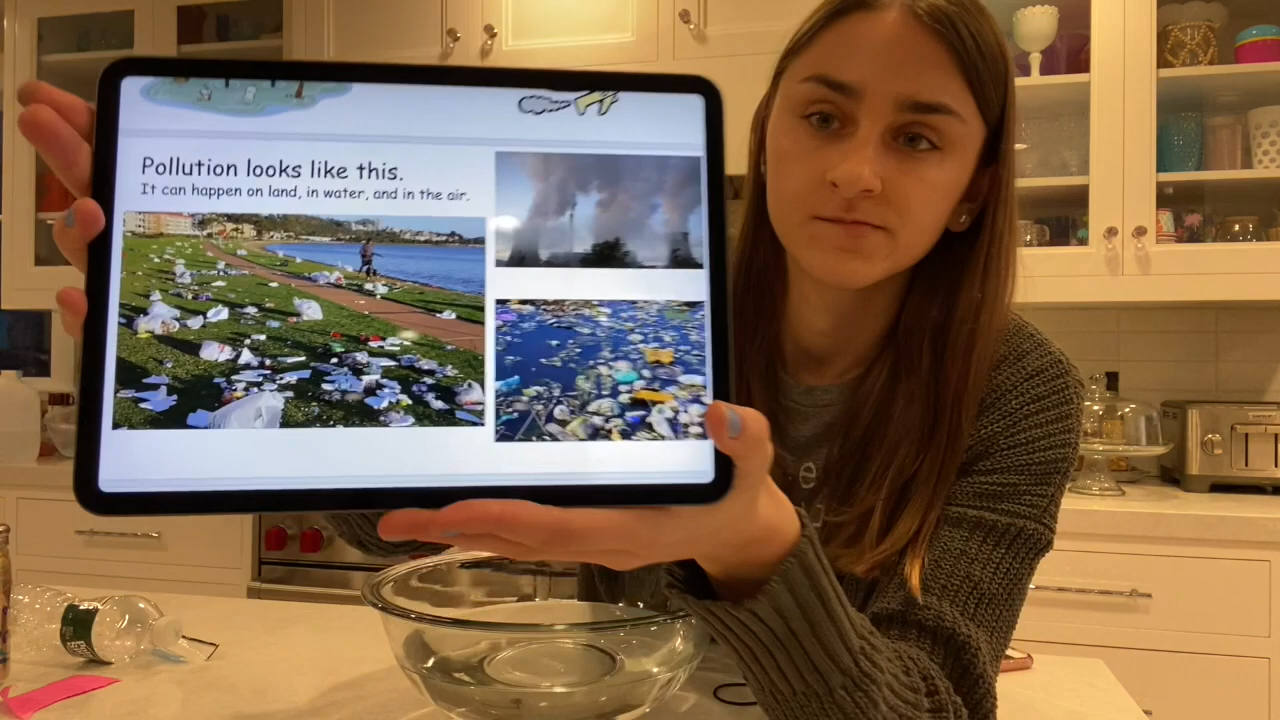 Pollution looks like this.
It can happen on land, in water, and in the air.